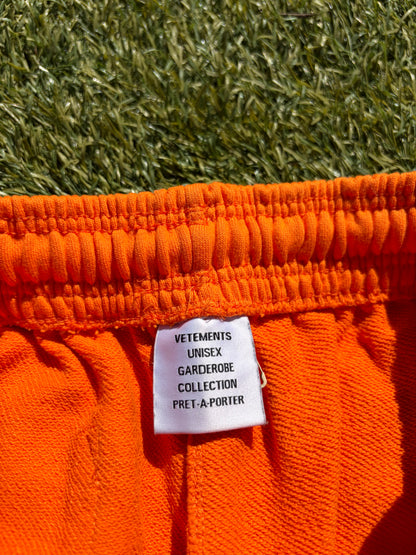 VETEMENTS
UNISEX
GARDEROBE
COLLECTION
PRET-A-PORTER